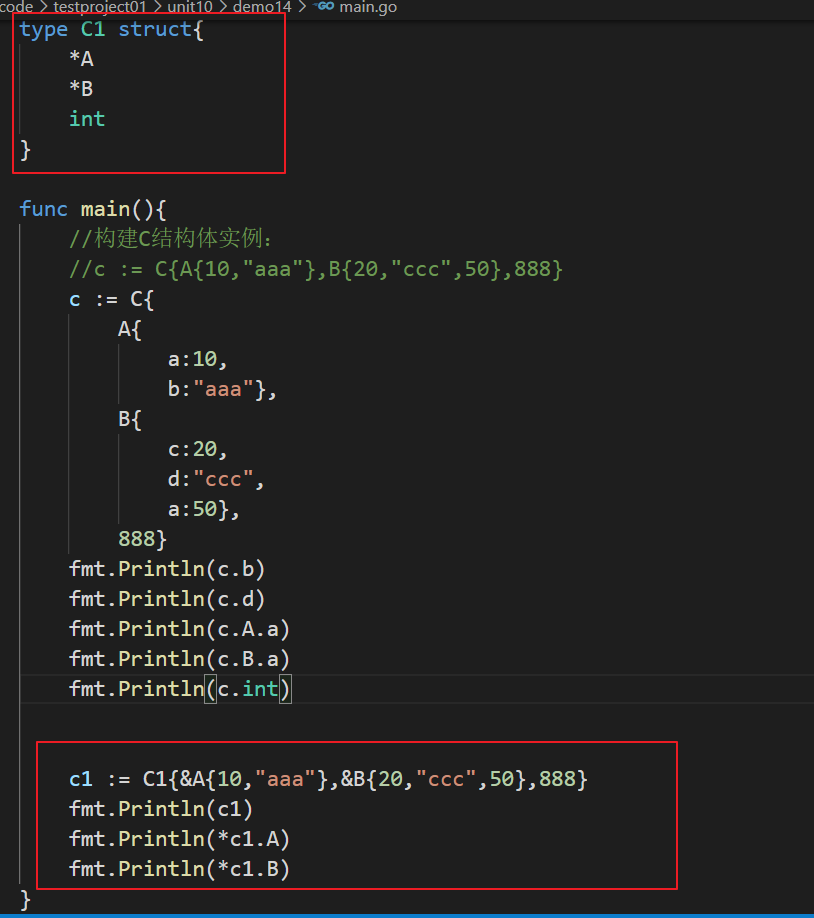 code > testproject01 > unit10 > demo14 > GO main.go
type C1 struct{
    *A
    *B
    int
}
func main(){
    //构建C结构体实例：
    //c := C{A{10,"aaa"},B{20,"ccc",50},888}
    c := C{
        A{
            a:10,
            b:"aaa"},
        B{
            c:20,
            d:"ccc",
            a:50},
        888}
    fmt.Println(c.b)
    fmt.Println(c.d)
    fmt.Println(c.A.a)
    fmt.Println(c.B.a)
    fmt.Println(c.int)
    c1 := C1{&A{10,"aaa"},&B{20,"ccc",50},888}
    fmt.Println(c1)
    fmt.Println(*c1.A)
    fmt.Println(*c1.B)
}